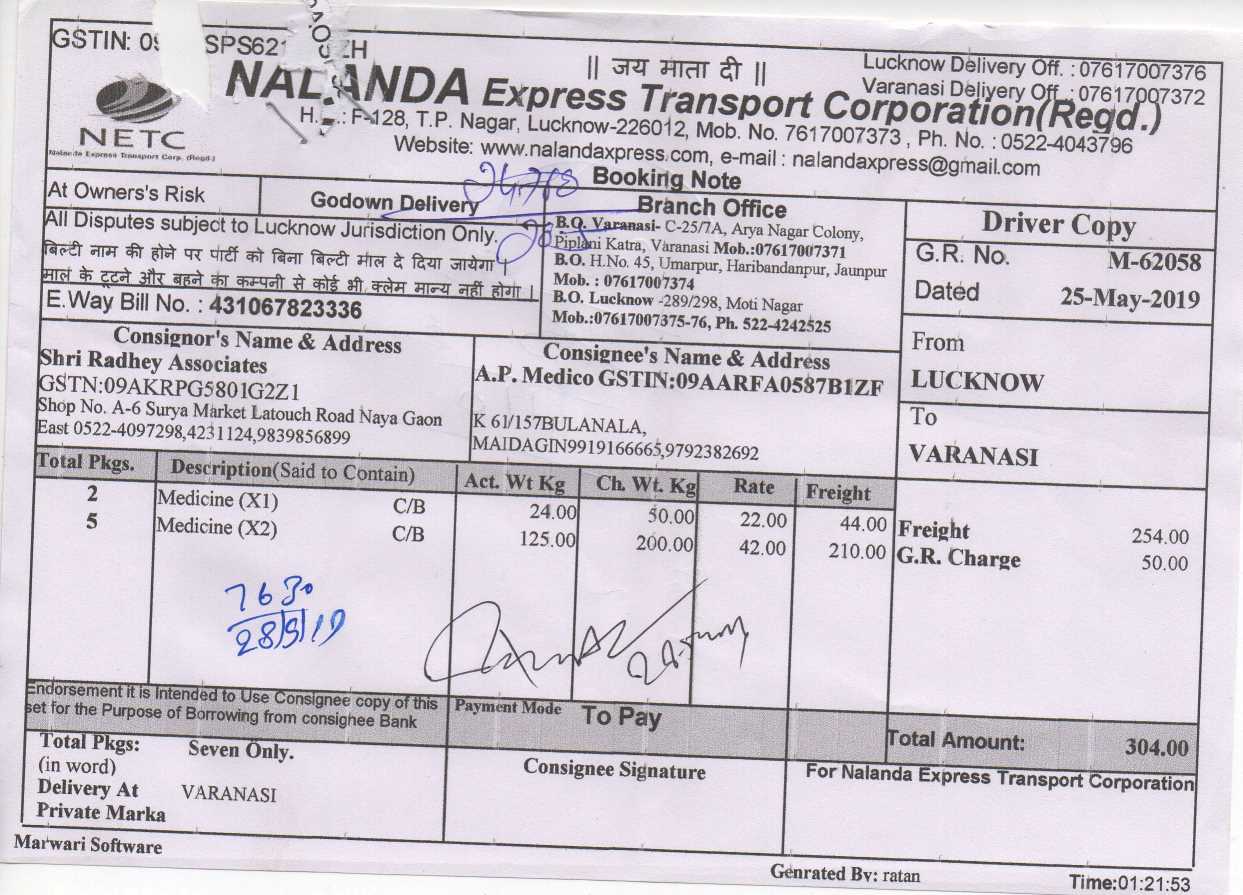 GSTIN: 09 SPS621 ZH
|| जय माता दी ||
Lucknow Delivery Off. : 07617007376
Varanasi Delivery Off. : 07617007372
NALANDA Express Transport Corporation(Regd.)
NETC
Nalanda Express Transport Corp. (Regd.)
H. .: F-128, T.P. Nagar, Lucknow-226012, Mob. No. 7617007373 , Ph. No. : 0522-4043796
Website: www.nalandaxpress.com, e-mail : nalandaxpress@gmail.com
Booking Note
At Owners's Risk
Godown Delivery
All Disputes subject to Lucknow Jurisdiction Only.
बिल्टी नाम की होने पर पार्टी को बिना बिल्टी माल दे दिया जायेगा |
माल के टूटने और बहने का कम्पनी से कोई भी क्लेम मान्य नहीं होगा |
E.Way Bill No. : 431067823336
Branch Office
B.O. Varanasi- C-25/7A, Arya Nagar Colony,
Piplani Katra, Varanasi Mob.:07617007371
B.O. H.No. 45, Umarpur, Haribandanpur, Jaunpur
Mob. : 07617007374
B.O. Lucknow -289/298, Moti Nagar
Mob.:07617007375-76, Ph. 522-4242525
Driver Copy
G.R. No. M-62058
Dated 25-May-2019
Consignor's Name & Address
Shri Radhey Associates
GSTN:09AKRPG5801G2Z1
Shop No. A-6 Surya Market Latouch Road Naya Gaon
East 0522-4097298,4231124,9839856899
Consignee's Name & Address
A.P. Medico GSTIN:09AARFA0587B1ZF
K 61/157BULANALA,
MAIDAGIN9919166665,9792382692
From
LUCKNOW
To
VARANASI
Total Pkgs. Description(Said to Contain) Act. Wt Kg Ch. Wt. Kg Rate Freight
2 Medicine (X1) C/B 24.00 50.00 22.00 44.00
5 Medicine (X2) C/B 125.00 200.00 42.00 210.00
Freight 254.00
G.R. Charge 50.00
7630
28/5/19
Endorsement it is Intended to Use Consignee copy of this
set for the Purpose of Borrowing from consighee Bank
Payment Mode To Pay
Total Amount: 304.00
Total Pkgs: Seven Only.
(in word)
Delivery At VARANASI
Private Marka
Consignee Signature
For Nalanda Express Transport Corporation
Marwari Software
Genrated By: ratan
Time:01:21:53